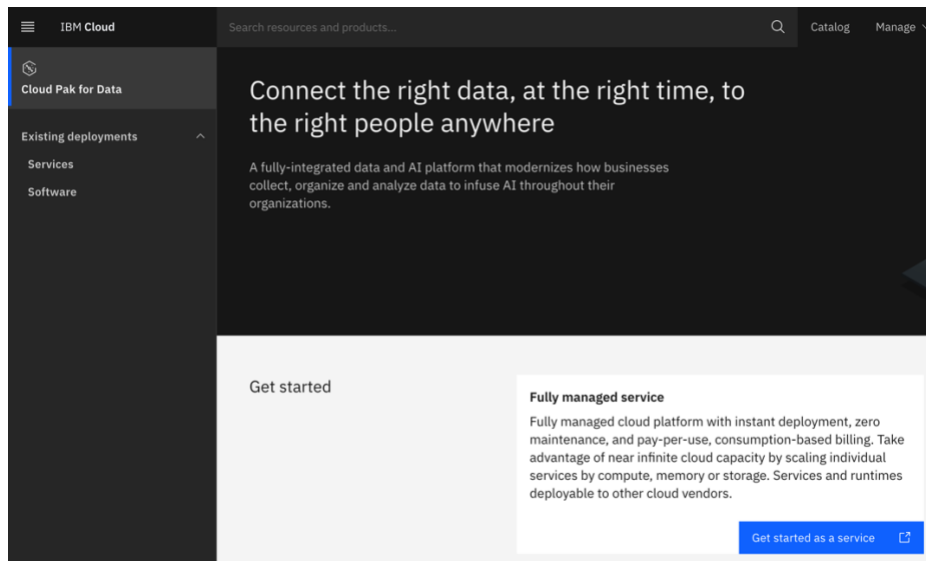 IBM Cloud
Search resources and products...
Catalog
Manage
Cloud Pak for Data
Existing deployments
Services
Software
Connect the right data, at the right time, to
the right people anywhere
A fully-integrated data and AI platform that modernizes how businesses
collect, organize and analyze data to infuse AI throughout their
organizations.
Get started
Fully managed service
Fully managed cloud platform with instant deployment, zero
maintenance, and pay-per-use, consumption-based billing. Take
advantage of near infinite cloud capacity by scaling individual
services by compute, memory or storage. Services and runtimes
deployable to other cloud vendors.
Get started as a service